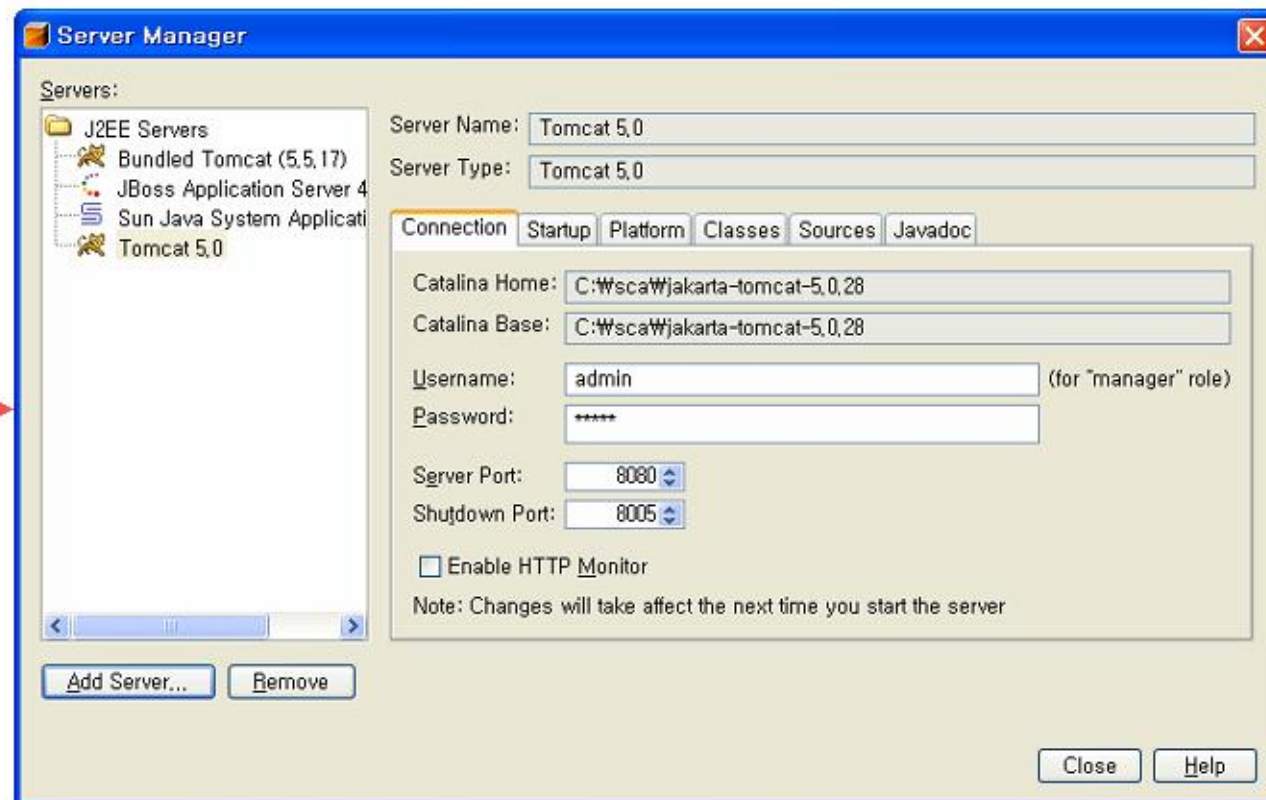 Server Manager
Servers:
J2EE Servers
Bundled Tomcat (5,5,17)
JBoss Application Server 4
Sun Java System Applicati
Tomcat 5,0
Server Name: Tomcat 5,0
Server Type: Tomcat 5,0
Connection Startup Platform Classes Sources Javadoc
Catalina Home: C:₩sca₩jakarta-tomcat-5,0,28
Catalina Base: C:₩sca₩jakarta-tomcat-5,0,28
Username: admin (for "manager" role)
Password: *****
Server Port: 8080
Shutdown Port: 8005
Enable HTTP Monitor
Note: Changes will take affect the next time you start the server
Add Server... Remove
Close Help